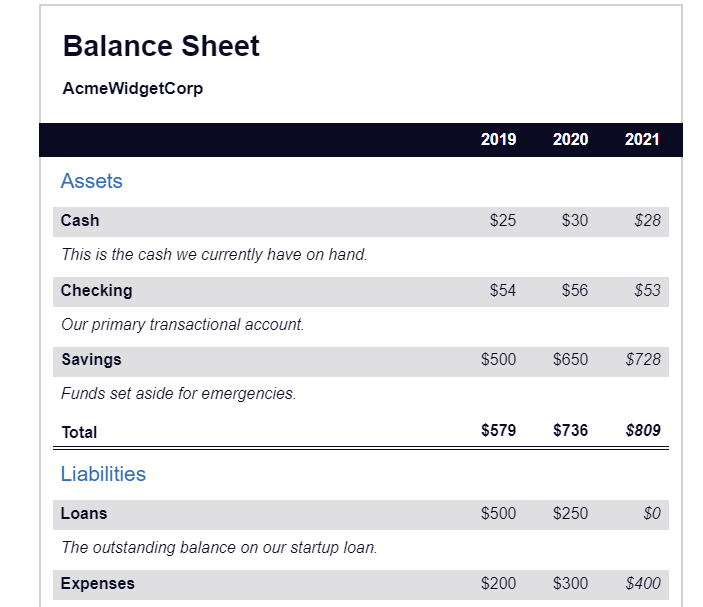 Balance Sheet
AcmeWidgetCorp
2019 2020 2021
Assets
Cash $25 $30 $28
This is the cash we currently have on hand.
Checking $54 $56 $53
Our primary transactional account.
Savings $500 $650 $728
Funds set aside for emergencies.
Total $579 $736 $809
Liabilities
Loans $500 $250 $0
The outstanding balance on our startup loan.
Expenses $200 $300 $400